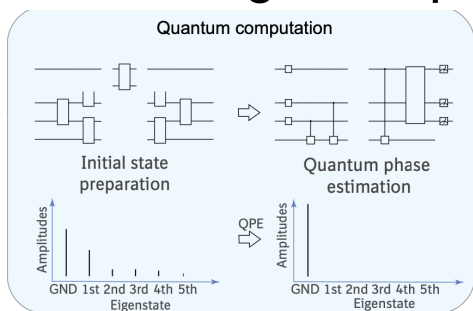 Quantum computation
Initial state
preparation
Quantum phase
estimation
Amplitudes
GND 1st 2nd 3rd 4th 5th
Eigenstate
QPE
Amplitudes
GND 1st 2nd 3rd 4th 5th
Eigenstate